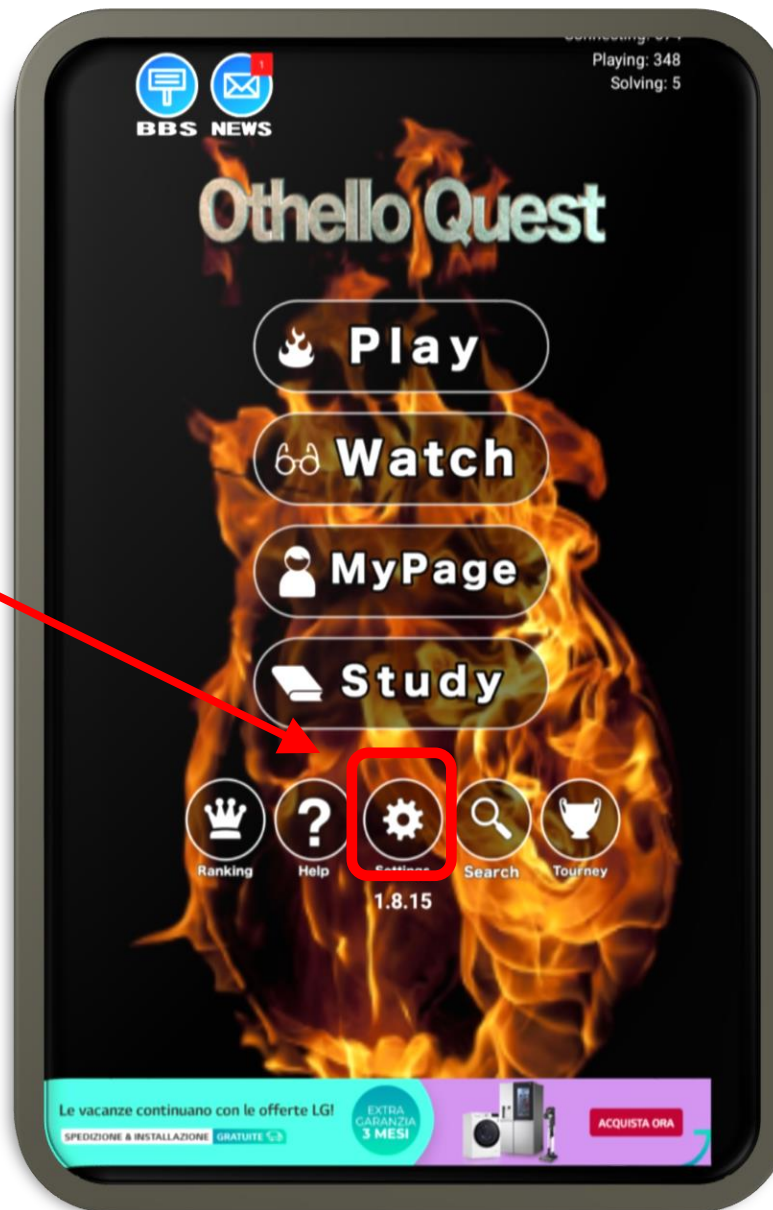 Playing: 348
Solving: 5
1
BBS NEWS
Othello Quest
Play
Watch
MyPage
Study
Ranking Help Settings Search Tourney
1.8.15
Le vacanze continuano con le offerte LG!
SPEDIZIONE & INSTALLAZIONE GRATUITE
EXTRA
GARANZIA
3 MESI
ACQUISTA ORA